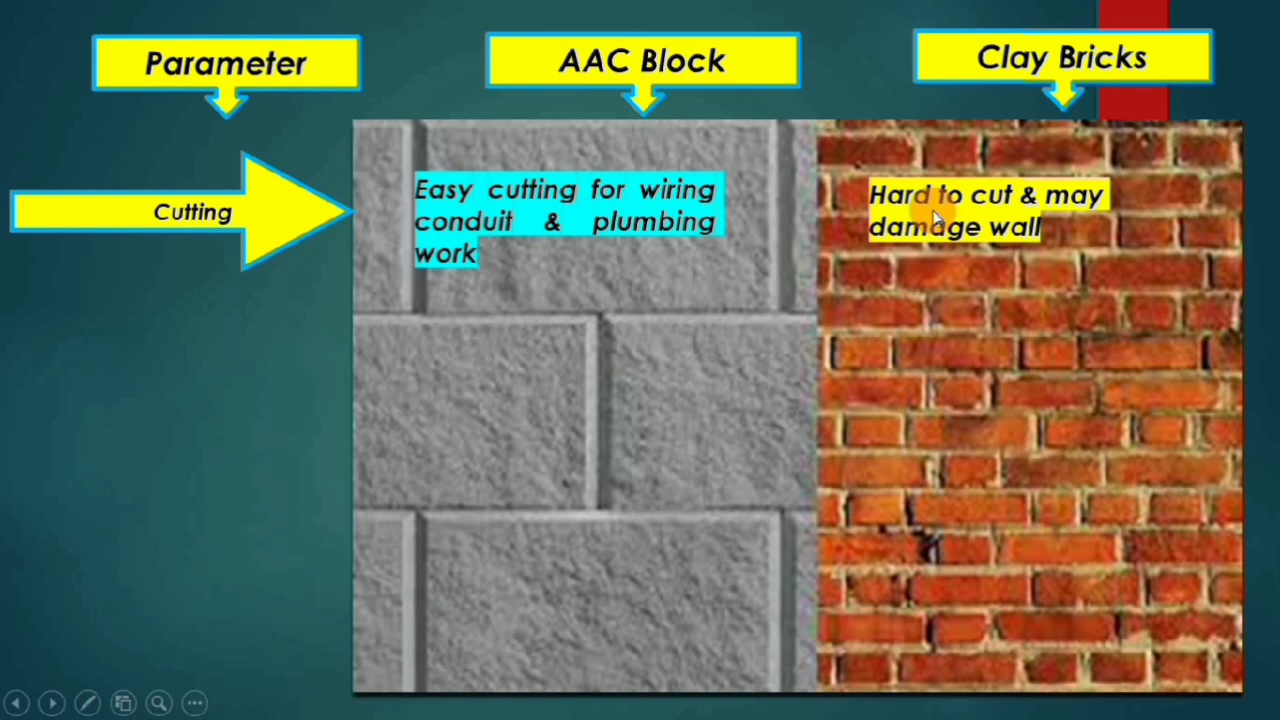 Parameter
AAC Block
Clay Bricks
Cutting
Easy cutting for wiring
conduit & plumbing
work
Hard to cut & may
damage wall